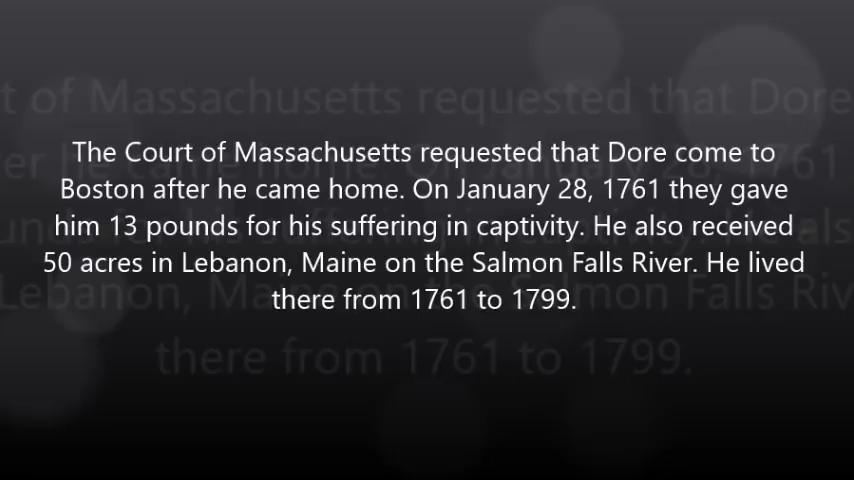 The Court of Massachusetts requested that Dore come to
Boston after he came home. On January 28, 1761 they gave
him 13 pounds for his suffering in captivity. He also received
50 acres in Lebanon, Maine on the Salmon Falls River. He lived
there from 1761 to 1799.